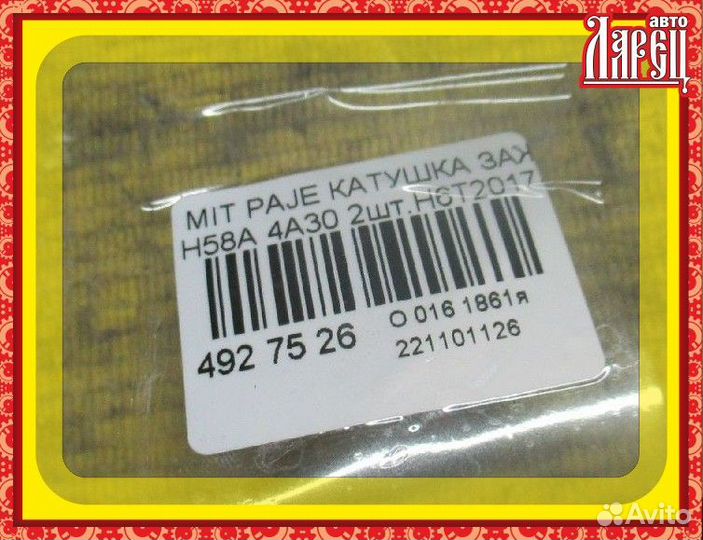 авто
Ларец
MIT PAJE КАТУШКА ЗАЖ
H58A 4A30 2шт.H6T2017
492 75 26
O 016 1861я
221101126
Avito